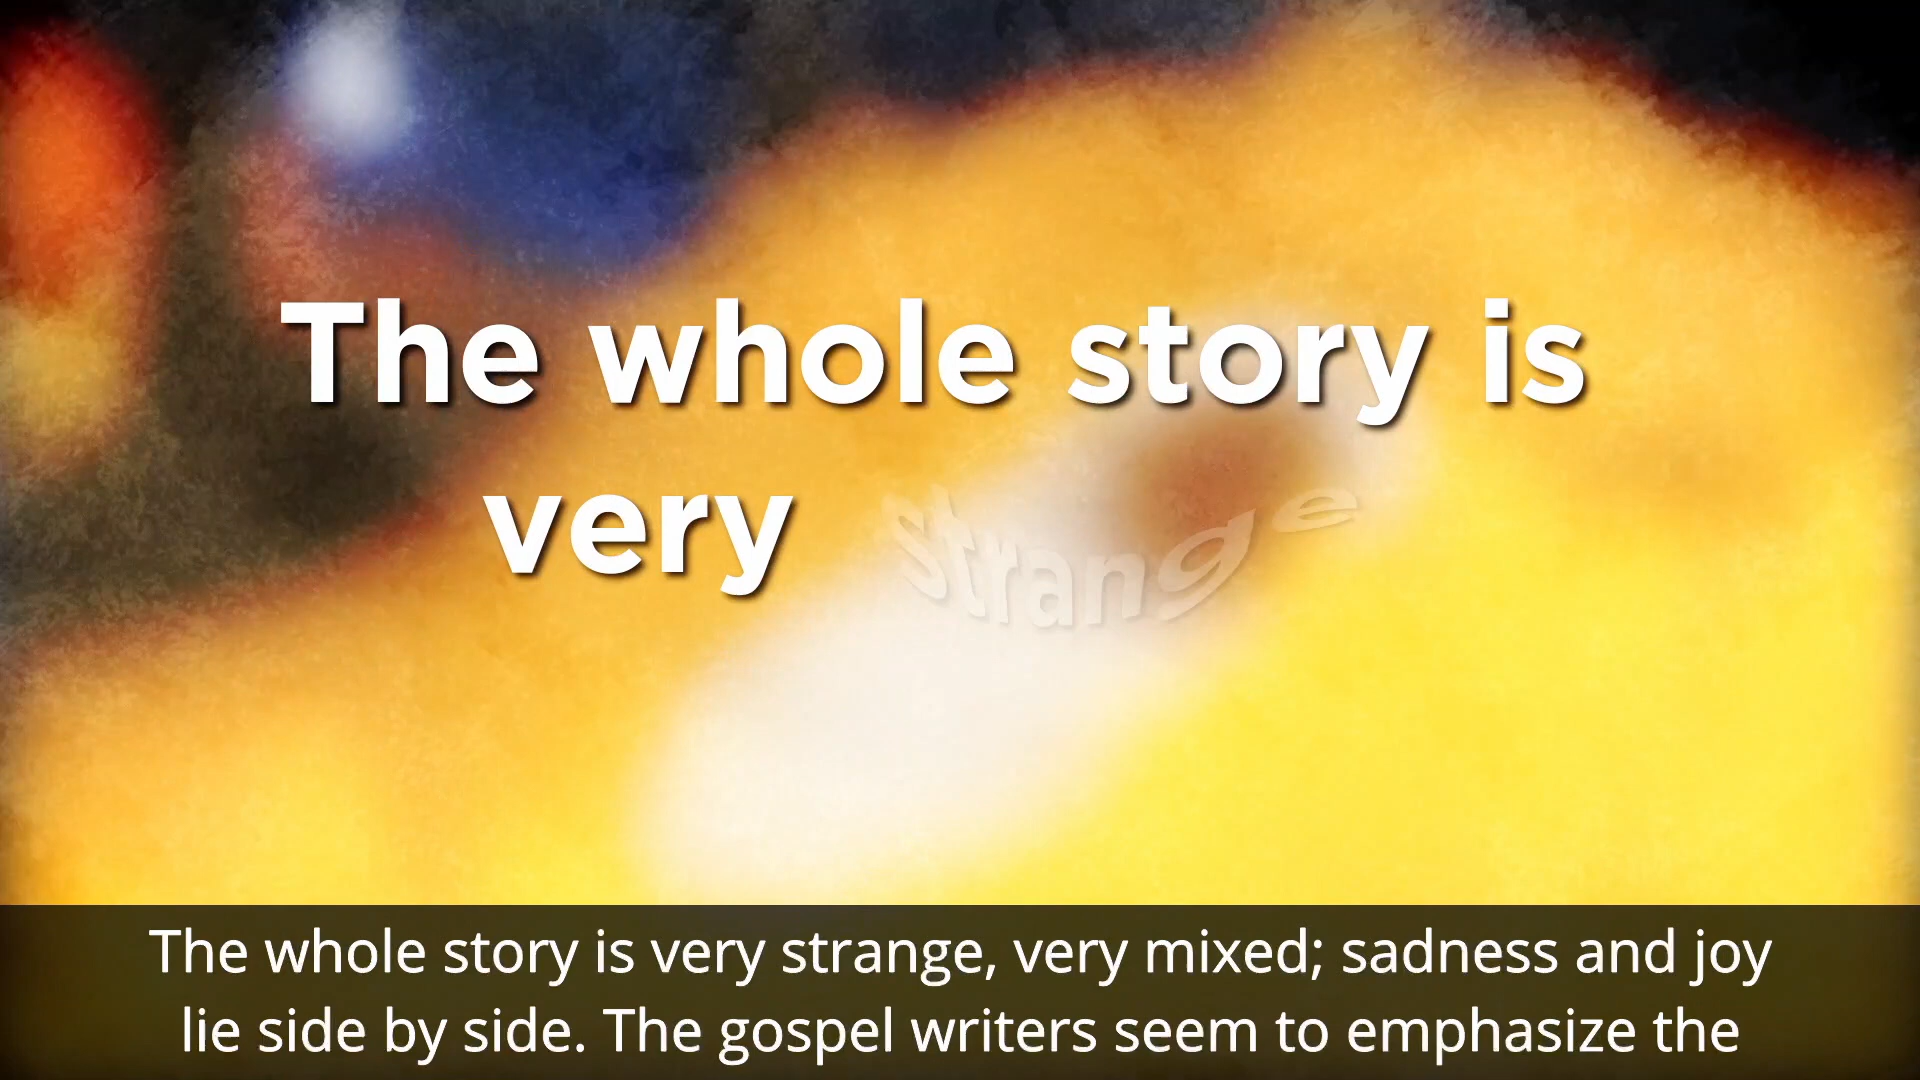 The whole story is
very strange
The whole story is very strange, very mixed; sadness and joy
lie side by side. The gospel writers seem to emphasize the